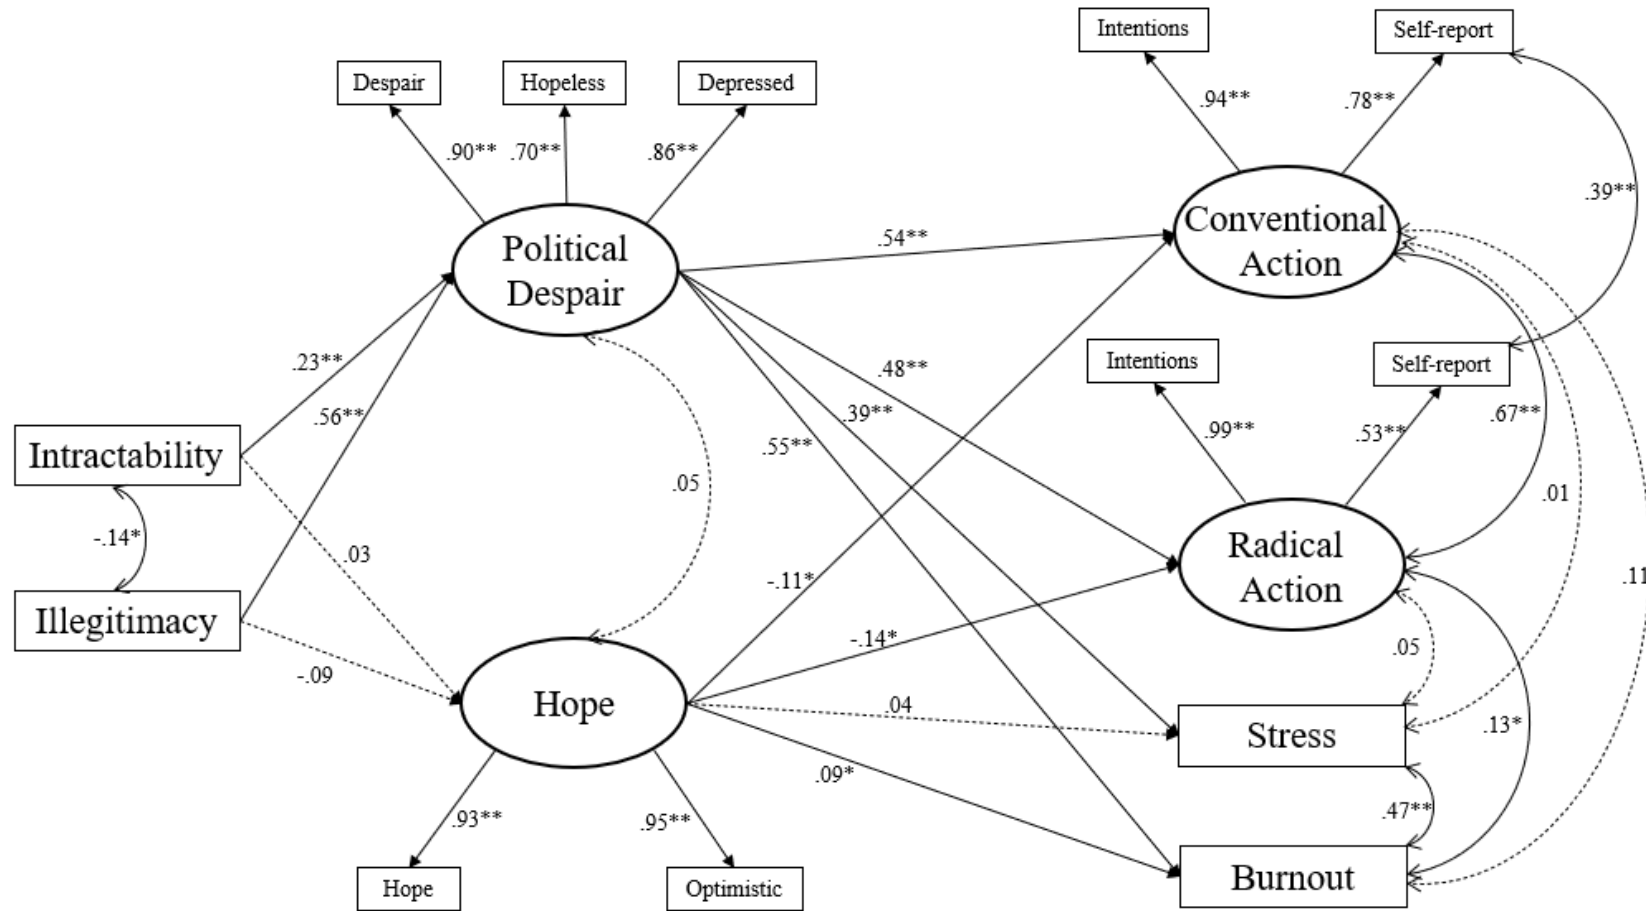 Intentions
Self-report
Despair
Hopeless
Depressed
.94**
.78**
.90**
.70**
.86**
.39**
Political
Despair
Conventional
Action
.54**
.23**
.56**
.48**
.39**
.55**
Intentions
Self-report
.67**
.99**
.53**
Intractability
.05
.01
-.14*
.03
Radical
Action
-.11*
.11
Illegitimacy
-.14*
.05
-.09
Hope
.04
Stress
.13*
.09*
.93**
.95**
.47**
Hope
Optimistic
Burnout